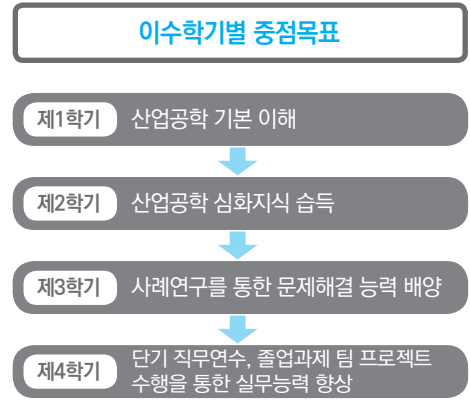 이수학기별 중점목표
제1학기 산업공학 기본 이해
제2학기 산업공학 심화지식 습득
제3학기 사례연구를 통한 문제해결 능력 배양
제4학기 단기 직무연수, 졸업과제 팀 프로젝트
수행을 통한 실무능력 향상